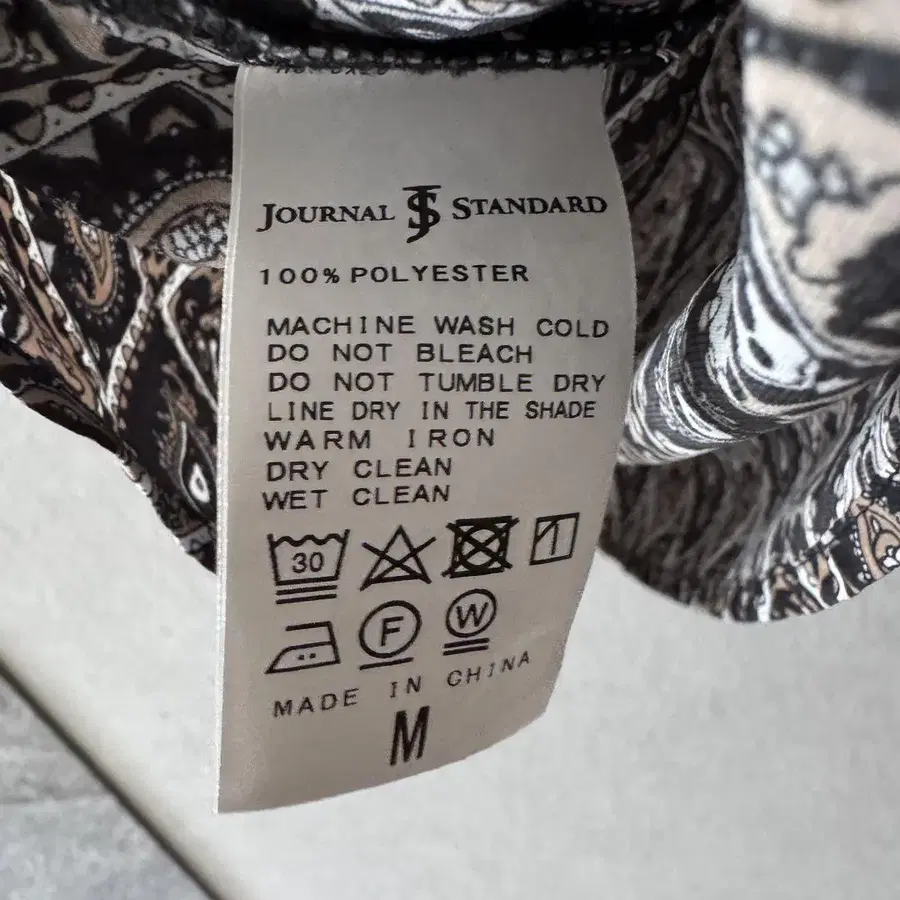 JOURNAL JS STANDARD
100% POLYESTER
MACHINE WASH COLD
DO NOT BLEACH
DO NOT TUMBLE DRY
LINE DRY IN THE SHADE
WARM IRON
DRY CLEAN
WET CLEAN
30
F W
MADE IN CHINA
M